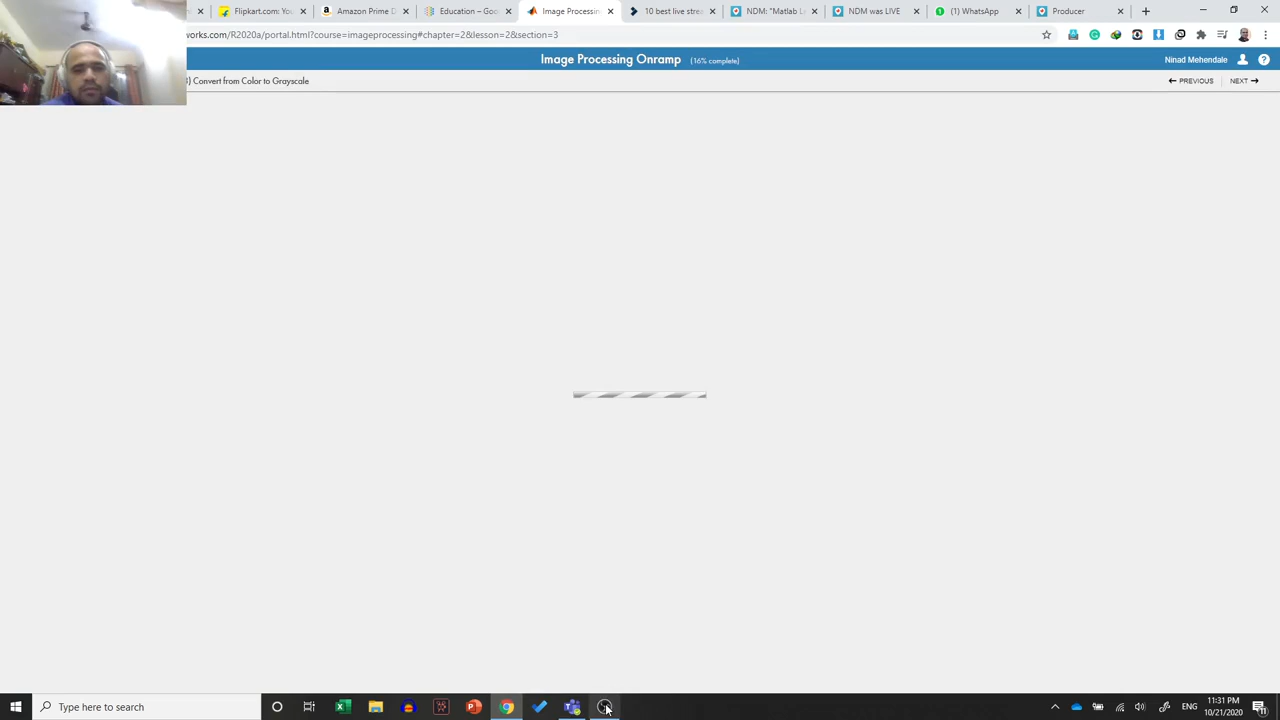 Flipkart.com: You
Amazon Prime D
Education – Goo
Image Processin
10 best live strea
NDM: "Matlab Le
NDM was LIVE
(1) WhatsApp
Producer
works.com/R2020a/portal.html?course=imageprocessing#chapter=2&lesson=2&section=3
Image Processing Onramp (16% complete)
Ninad Mehendale
3) Convert from Color to Grayscale
PREVIOUS
NEXT
Type here to search
ENG
11:31 PM
10/21/2020